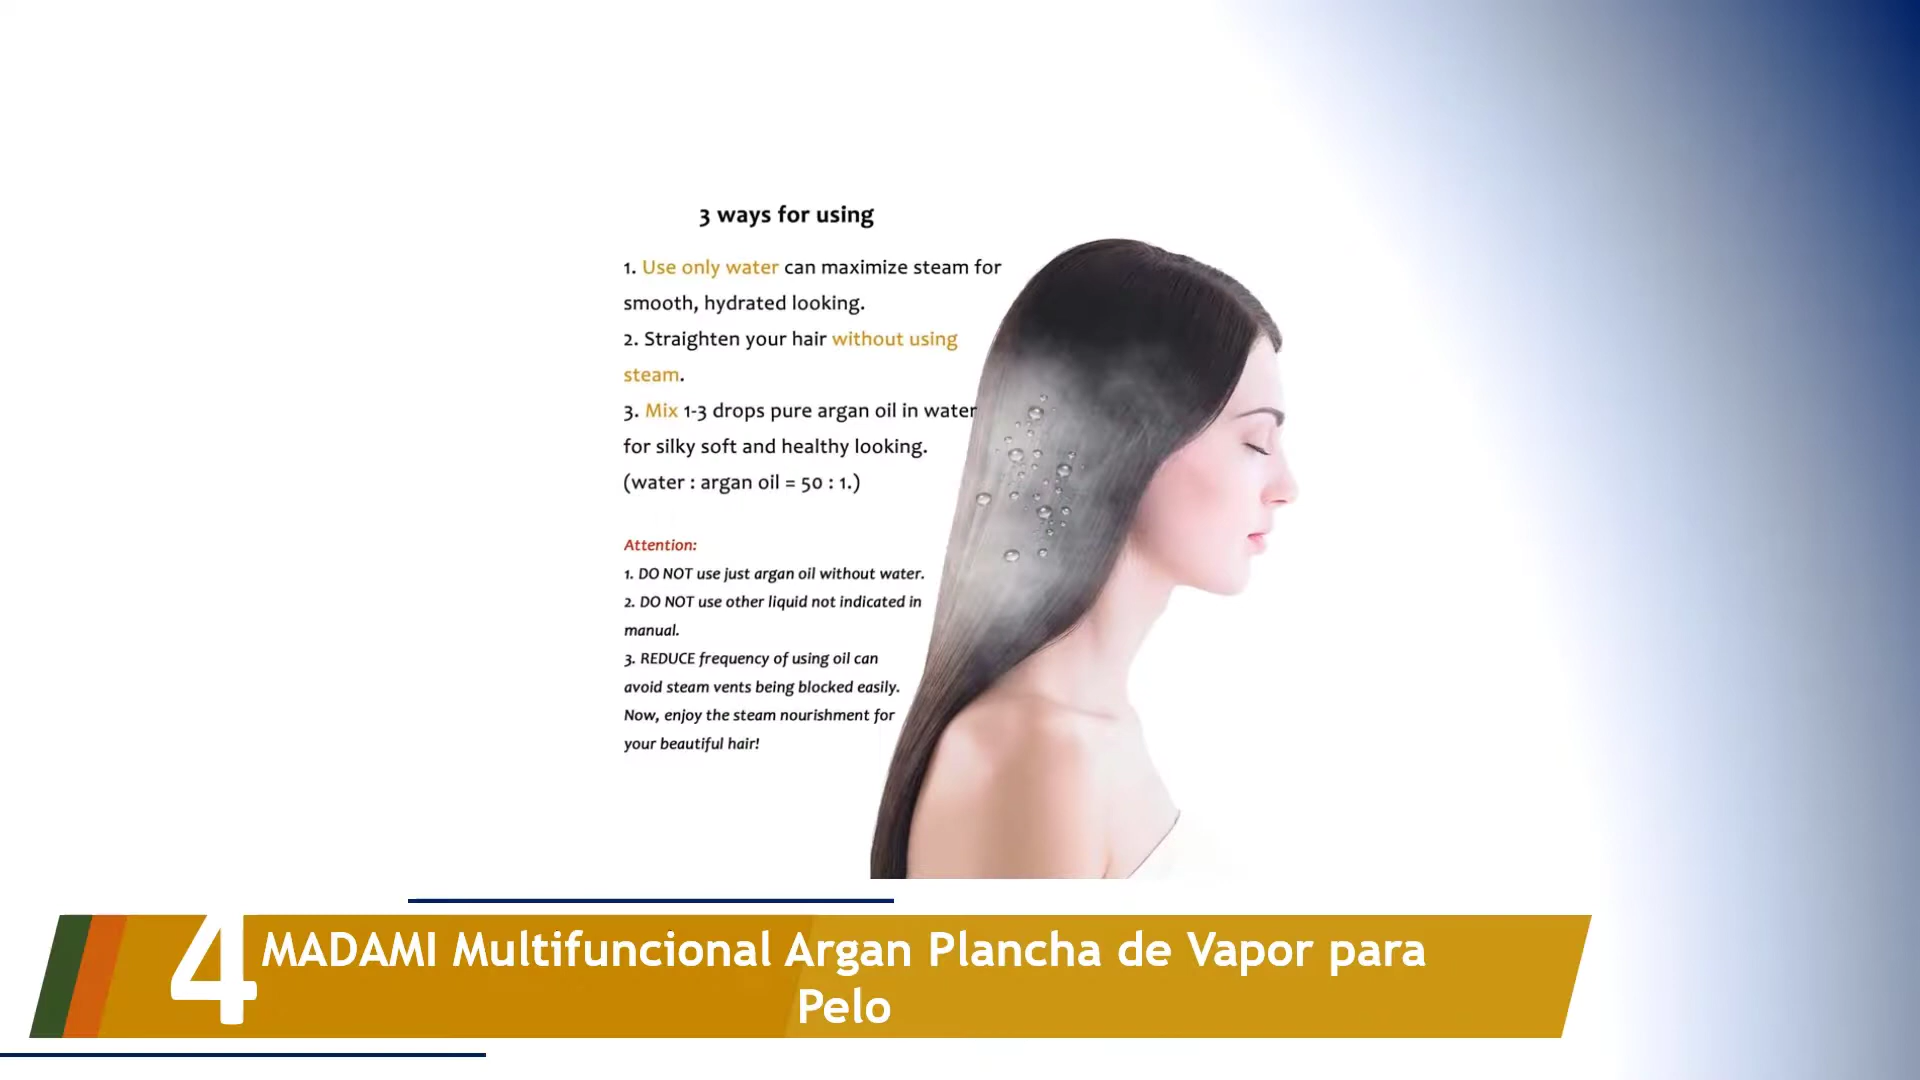 3 ways for using
1. Use only water can maximize steam for
smooth, hydrated looking.
2. Straighten your hair without using
steam.
3. Mix 1-3 drops pure argan oil in water
for silky soft and healthy looking.
(water : argan oil = 50 : 1.)
Attention:
1. DO NOT use just argan oil without water.
2. DO NOT use other liquid not indicated in
manual.
3. REDUCE frequency of using oil can
avoid steam vents being blocked easily.
Now, enjoy the steam nourishment for
your beautiful hair!
4 MADAMI Multifuncional Argan Plancha de Vapor para
Pelo